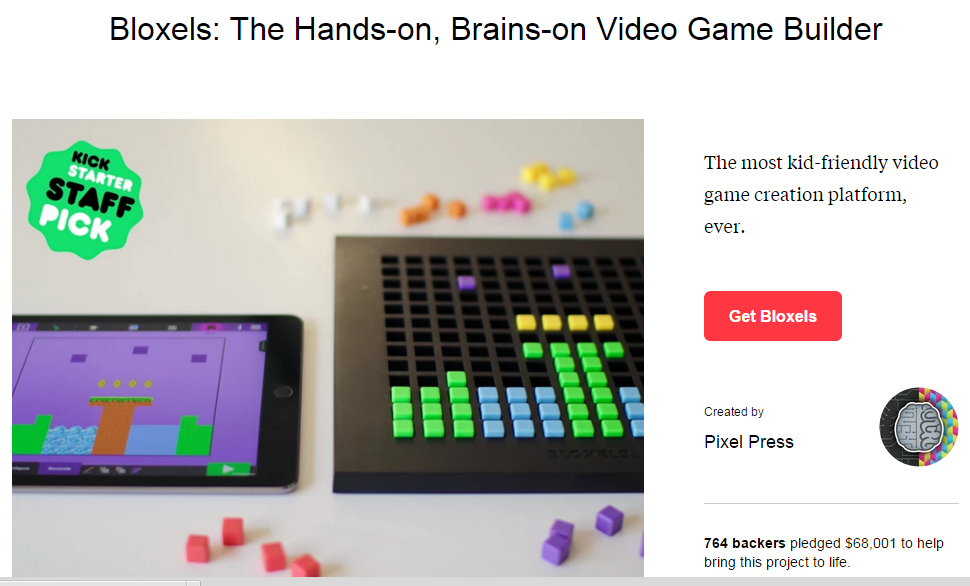 Bloxels: The Hands-on, Brains-on Video Game Builder
KICK
STARTER
STAFF
PICK
The most kid-friendly video
game creation platform,
ever.
Get Bloxels
Created by
Pixel Press
BLOXELS
764 backers pledged $68,001 to help
bring this project to life.